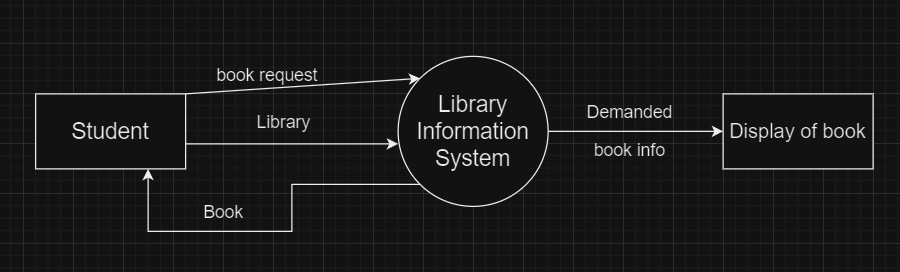 book request
Student
Library
Book
Library
Information
System
Demanded
book info
Display of book